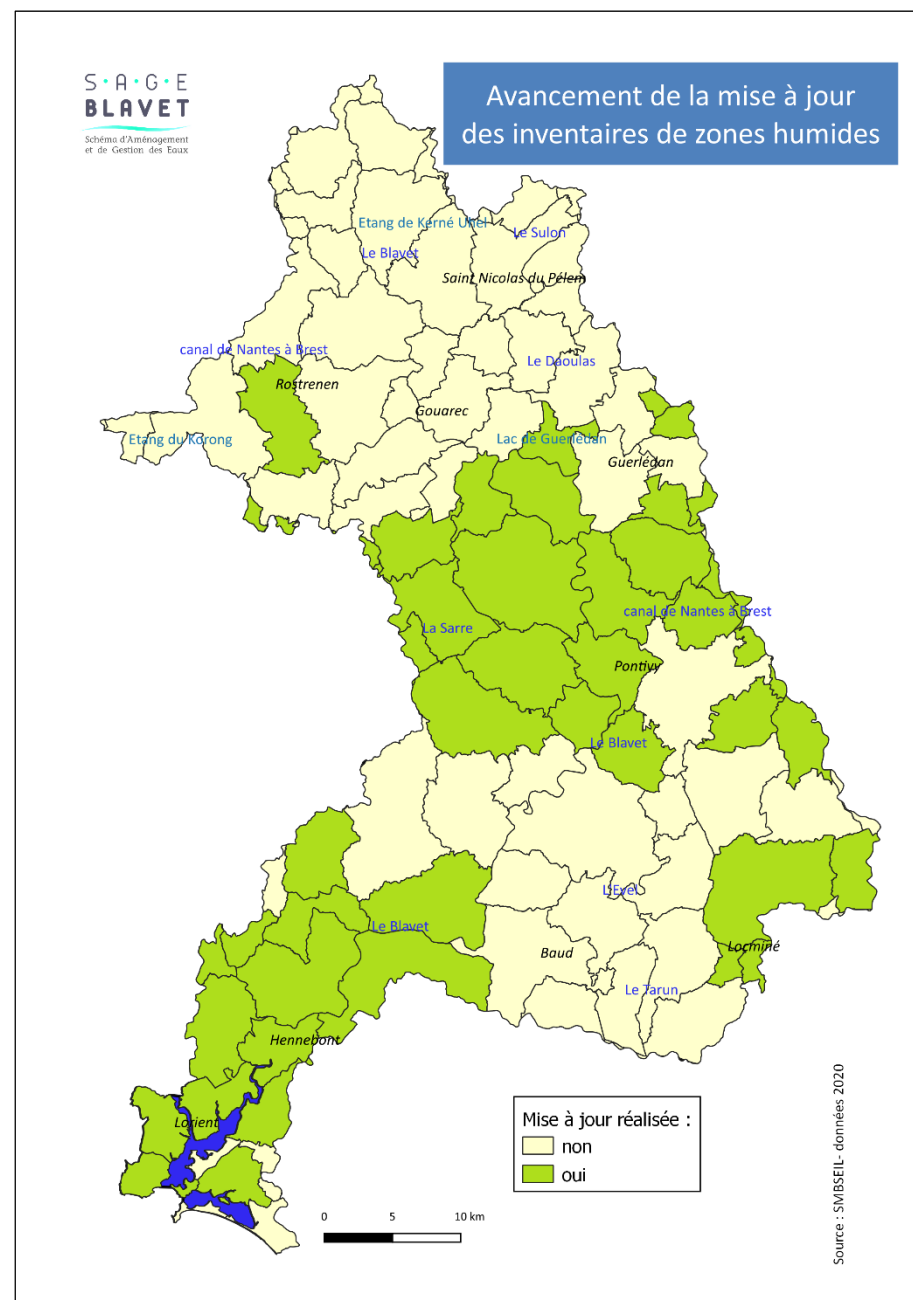 S·A·G·E
BLAVET
Schéma d'Aménagement
et de Gestion des Eaux
Avancement de la mise à jour
des inventaires de zones humides
Etang de Kerné Uhel
Le Sulon
Le Blavet
Saint Nicolas du Pélem
canal de Nantes à Brest
Le Daoulas
Rostrenen
Gouarec
Etang du Korong
Lac de Guerlédan
Guerlédan
canal de Nantes à Brest
La Sarre
Pontivy
Le Blavet
L'Evel
Le Blavet
Locminé
Baud
Le Tarun
Hennebont
Lorient
Mise à jour réalisée :
non
oui
0 5 10 km
Source : SMBSEIL- données 2020